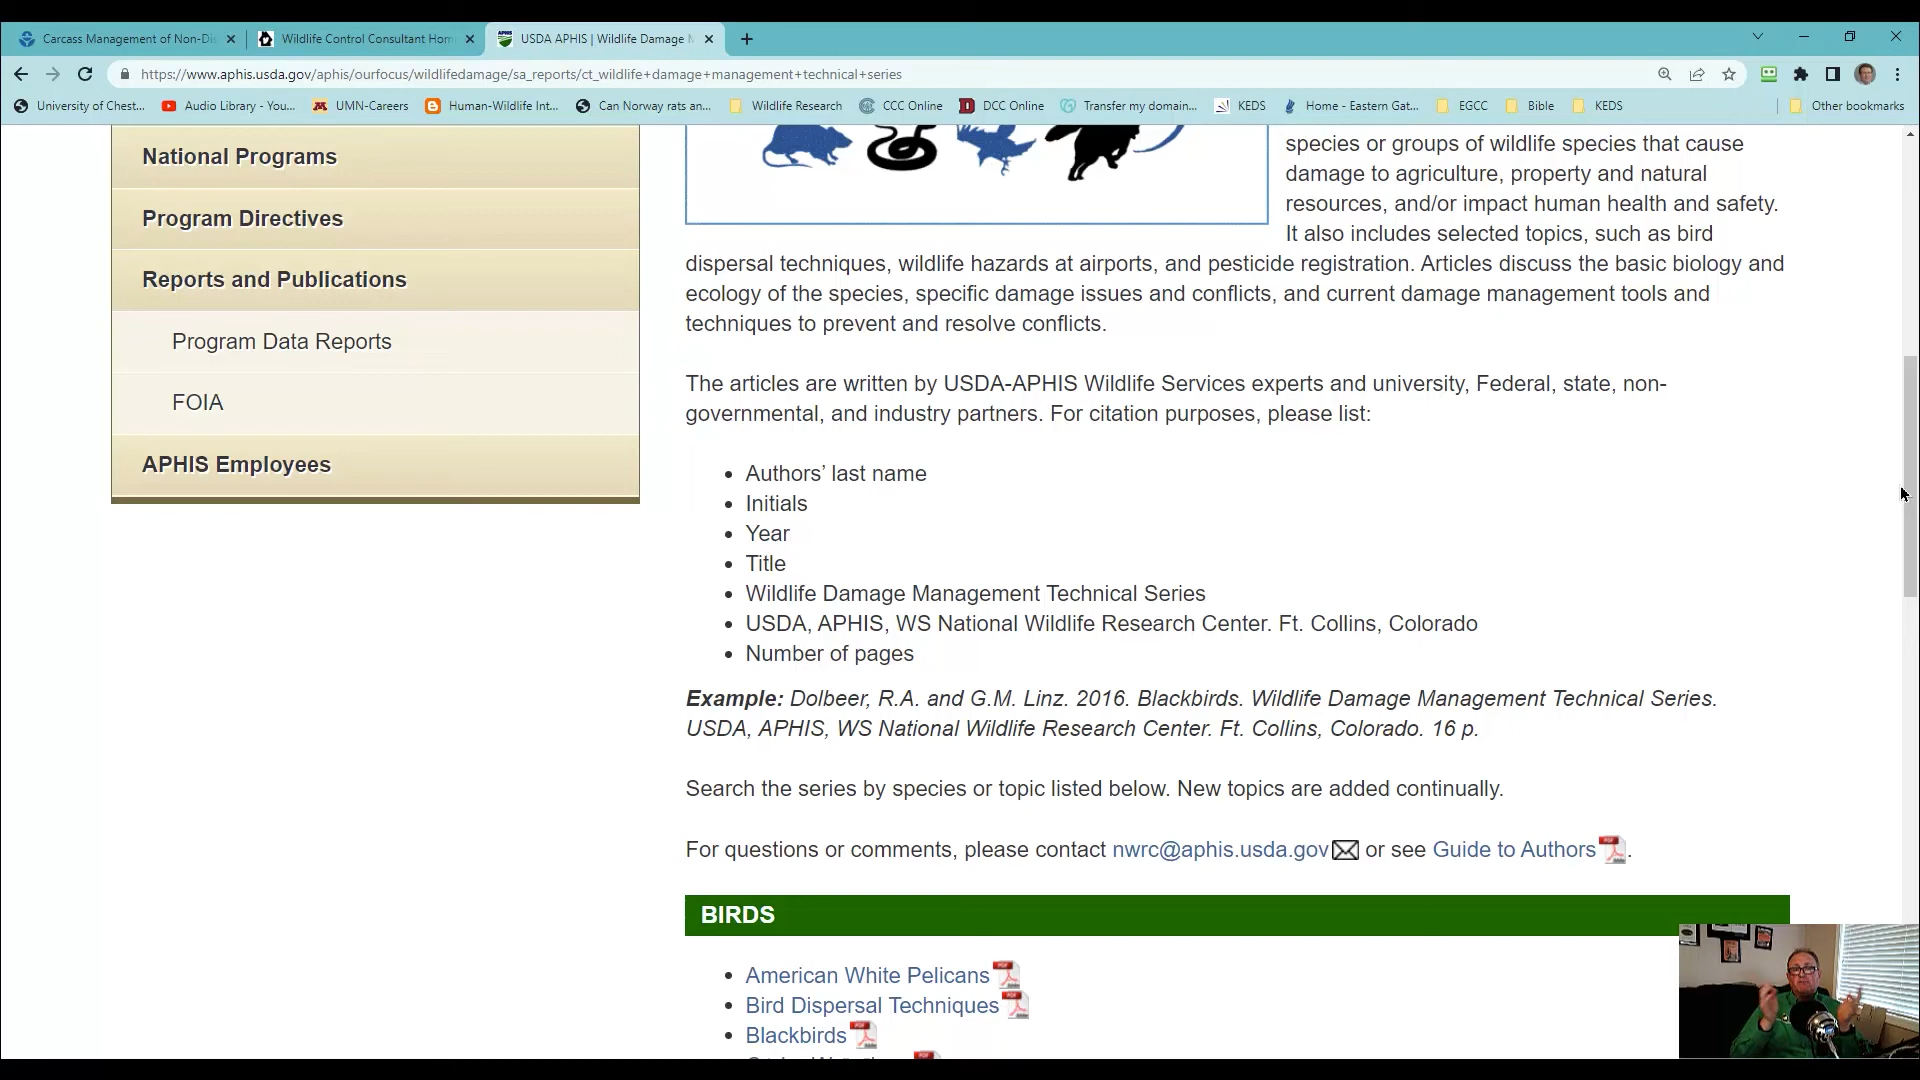 Carcass Management of Non-Di
Wildlife Control Consultant Hom
USDA APHIS | Wildlife Damage M
https://www.aphis.usda.gov/aphis/ourfocus/wildlifedamage/sa_reports/ct_wildlife+damage+management+technical+series
University of Chest...
Audio Library - You...
UMN-Careers
Human-Wildlife Int...
Can Norway rats an...
Wildlife Research
CCC Online
DCC Online
Transfer my domain...
KEDS
Home - Eastern Gat...
EGCC
Bible
KEDS
Other bookmarks
National Programs
Program Directives
Reports and Publications
Program Data Reports
FOIA
APHIS Employees
species or groups of wildlife species that cause
damage to agriculture, property and natural
resources, and/or impact human health and safety.
It also includes selected topics, such as bird
dispersal techniques, wildlife hazards at airports, and pesticide registration. Articles discuss the basic biology and
ecology of the species, specific damage issues and conflicts, and current damage management tools and
techniques to prevent and resolve conflicts.
The articles are written by USDA-APHIS Wildlife Services experts and university, Federal, state, non-
governmental, and industry partners. For citation purposes, please list:
Authors’ last name
Initials
Year
Title
Wildlife Damage Management Technical Series
USDA, APHIS, WS National Wildlife Research Center. Ft. Collins, Colorado
Number of pages
Example: Dolbeer, R.A. and G.M. Linz. 2016. Blackbirds. Wildlife Damage Management Technical Series.
USDA, APHIS, WS National Wildlife Research Center. Ft. Collins, Colorado. 16 p.
Search the series by species or topic listed below. New topics are added continually.
For questions or comments, please contact nwrc@aphis.usda.gov or see Guide to Authors.
BIRDS
American White Pelicans
Bird Dispersal Techniques
Blackbirds